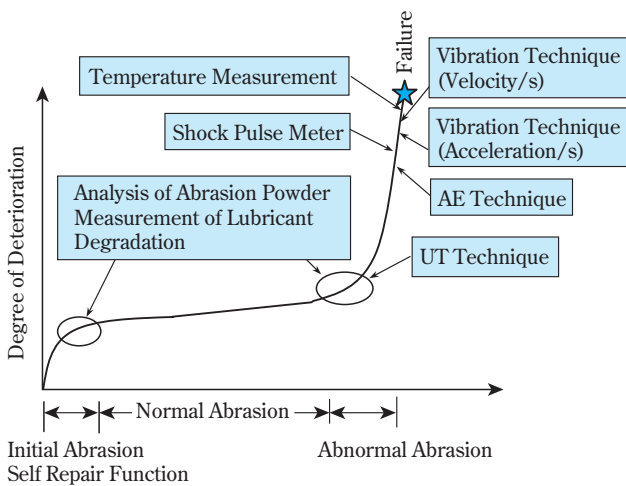 Failure
Temperature Measurement
Vibration Technique
(Velocity/s)
Shock Pulse Meter
Vibration Technique
(Acceleration/s)
Analysis of Abrasion Powder
Measurement of Lubricant
Degradation
AE Technique
UT Technique
Degree of Deterioration
Normal Abrasion
Initial Abrasion
Self Repair Function
Abnormal Abrasion